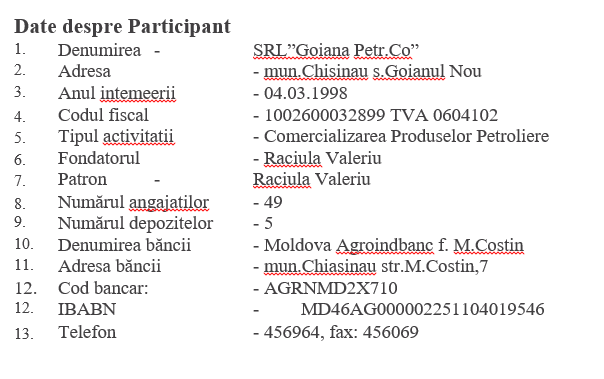 Date despre Participant
1. Denumirea - SRL”Goiana Petr.Co”
2. Adresa - mun.Chisinau s.Goianul Nou
3. Anul intemeerii - 04.03.1998
4. Codul fiscal - 1002600032899 TVA 0604102
5. Tipul activitatii - Comercializarea Produselor Petroliere
6. Fondatorul - Raciula Valeriu
7. Patron - Raciula Valeriu
8. Numărul angajatilor - 49
9. Numărul depozitelor - 5
10. Denumirea băncii - Moldova Agroindbanc f. M.Costin
11. Adresa băncii - mun.Chiasinau str.M.Costin,7
12. Cod bancar: - AGRNMD2X710
12. IBABN - MD46AG000002251104019546
13. Telefon - 456964, fax: 456069